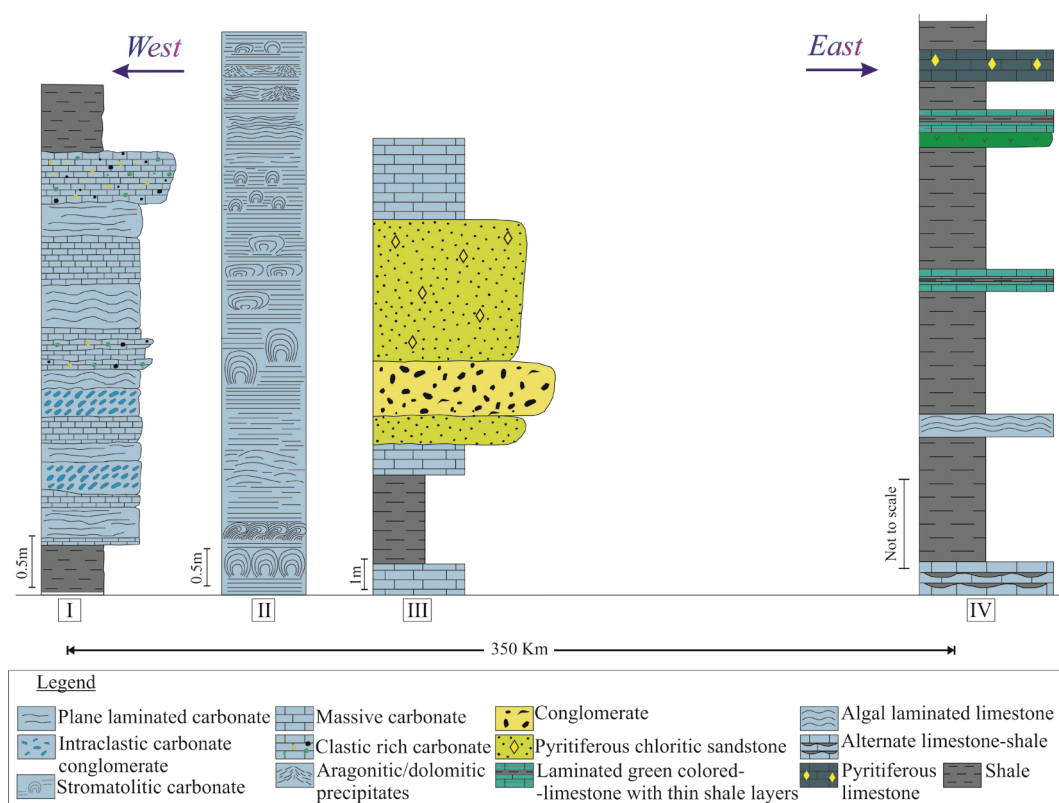 West
East
0.5m
0.5m
1m
Not to scale
I
II
III
IV
350 Km
Legend
Plane laminated carbonate
Massive carbonate
Conglomerate
Algal laminated limestone
Intraclastic carbonate
conglomerate
Clastic rich carbonate
Pyritiferous chloritic sandstone
Alternate limestone-shale
Stromatolitic carbonate
Aragonitic/dolomitic
precipitates
Laminated green colored-
-limestone with thin shale layers
Pyritiferous
limestone
Shale